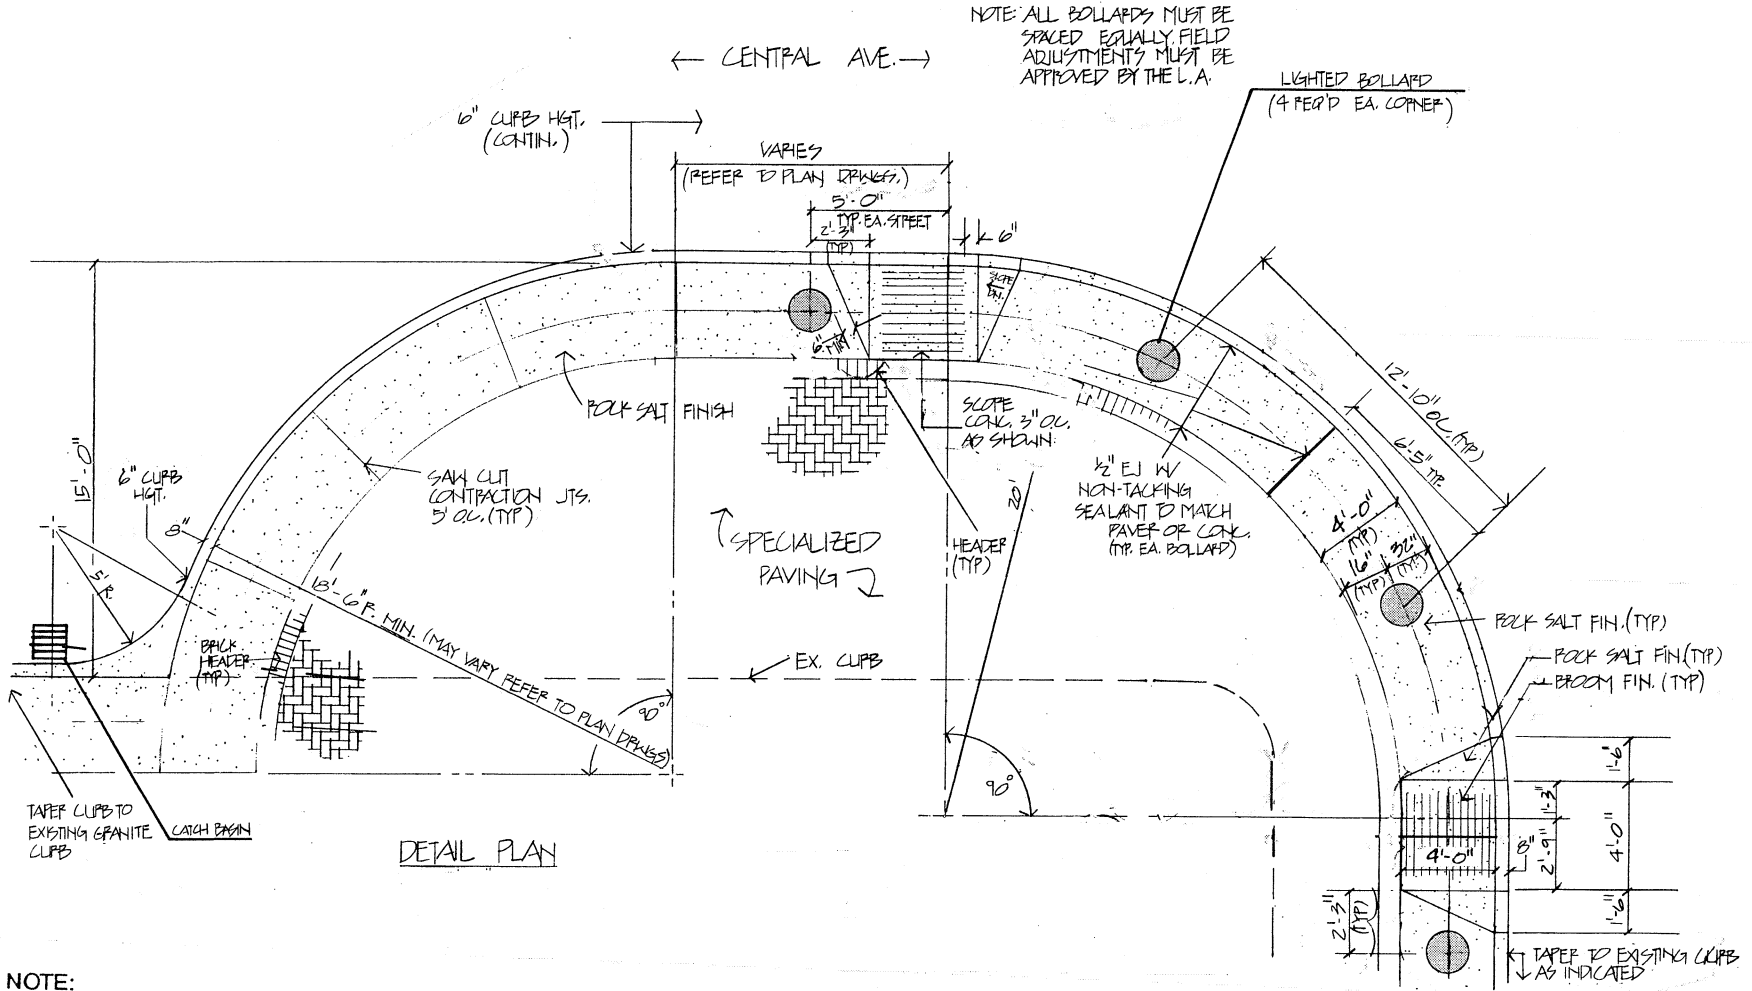 NOTE: ALL BOLLARDS MUST BE
SPACED EQUALLY. FIELD
ADJUSTMENTS MUST BE
APPROVED BY THE L.A.
← CENTRAL AVE. →
LIGHTED BOLLARD
(4 REQ'D EA. CORNER)
6" CURB HGT.
(CONTIN.)
VARIES
(REFER TO PLAN DRWGS.)
5'-0"
TYP. EA. STREET
2'-3"
(TYP)
6"
SLOPE
DN.
6"
MIN
ROCK SALT FINISH
SCOPE
CONC. 3" O.C.
AS SHOWN
12'-10" O.C. (TYP)
6'-5" TYP.
15'-0"
6" CURB
HGT.
SAW CUT
CONTRACTION JTS.
5' O.C. (TYP)
½" EJ W/
NON-TACKING
SEALANT TO MATCH
PAVER OR CONC.
(TYP. EA. BOLLARD)
20'
8"
4'-0"
(TYP)
SPECIALIZED
PAVING
HEADER
(TYP)
16"
(TYP)
32"
(TYP)
5' R.
18'-6" R. MIN. (MAY VARY REFER TO PLAN DRWGS)
ROCK SALT FIN. (TYP)
BRICK
HEADER
(TYP)
EX. CURB
ROCK SALT FIN (TYP)
BROOM FIN. (TYP)
90°
90°
1'-6"
1'-3"
4'-0"
2'-9"
8"
4'-0"
1'-6"
TAPER CURB TO
EXISTING GRANITE
CURB
CATCH BASIN
DETAIL PLAN
2'-3"
(TYP)
TAPER TO EXISTING CURB
AS INDICATED
NOTE: